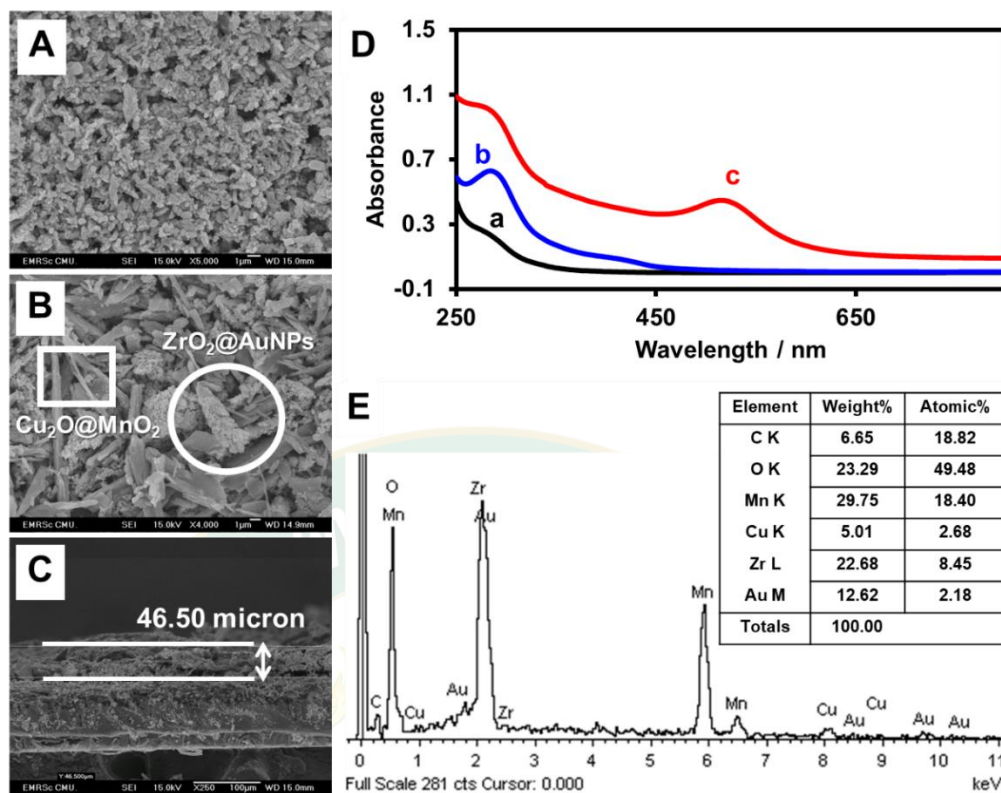 A
EMRSc CMU. SEI 15.0kV X5,000 1μm WD 15.0mm
B
ZrO₂@AuNPs
Cu₂O@MnO₂
EMRSc CMU. SEI 15.0kV X4,000 1μm WD 14.9mm
C
46.50 micron
Y:46.500μm
EMRSc CMU. SEI 15.0kV X250 100μm WD 15.0mm
D
1.5
1.1
0.7
0.3
-0.1
Absorbance
a
b
c
250 450 650
Wavelength / nm
E
Element Weight% Atomic%
C K 6.65 18.82
O K 23.29 49.48
Mn K 29.75 18.40
Cu K 5.01 2.68
Zr L 22.68 8.45
Au M 12.62 2.18
Totals 100.00
O
Mn
Zr
Au
Mn
C
Cu
Au
Zr
Mn
Cu
Au
Cu
Au
Au
0 1 2 3 4 5 6 7 8 9 10 11
Full Scale 281 cts Cursor: 0.000
keV